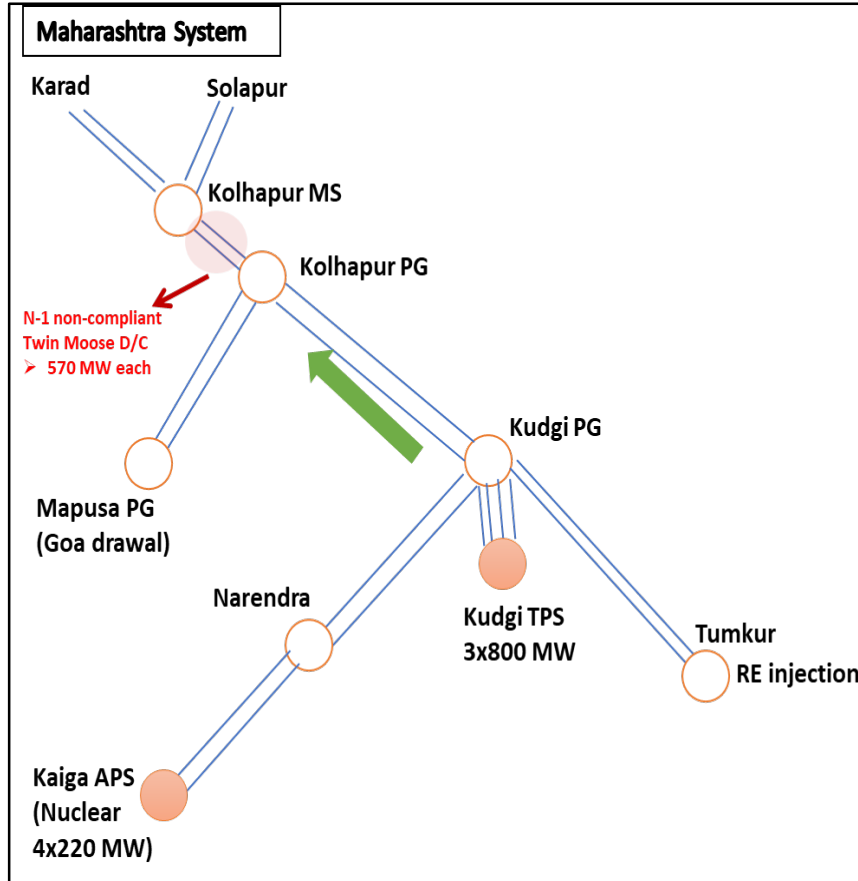 Maharashtra System
Karad
Solapur
Kolhapur MS
Kolhapur PG
N-1 non-compliant
Twin Moose D/C
➢ 570 MW each
Kudgi PG
Mapusa PG
(Goa drawal)
Narendra
Kudgi TPS
3x800 MW
Tumkur
RE injection
Kaiga APS
(Nuclear
4x220 MW)